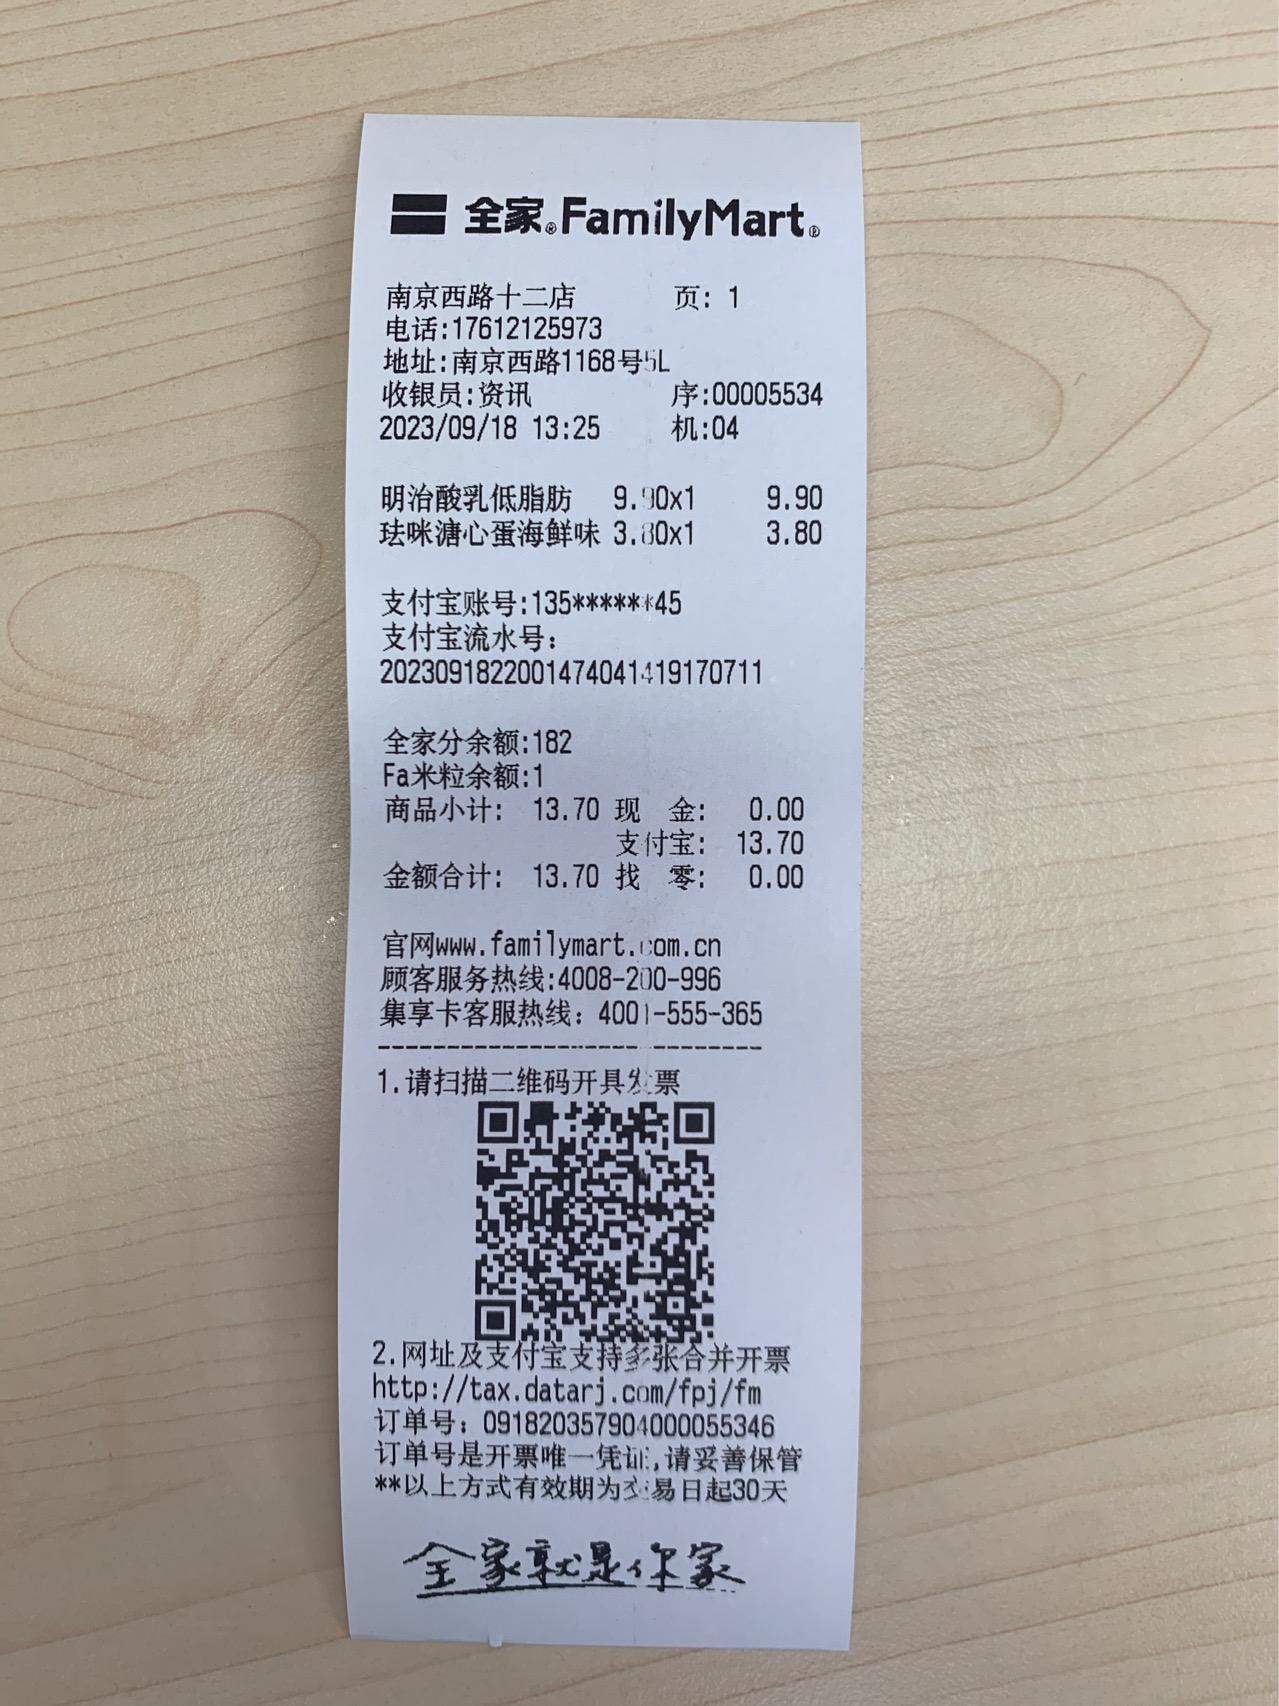 全家®FamilyMart®
南京西路十二店 页: 1
电话:17612125973
地址:南京西路1168号5L
收银员:资讯 序:00005534
2023/09/18 13:25 机:04
明治酸乳低脂肪 9.90x1 9.90
珐咪溏心蛋海鲜味 3.80x1 3.80
支付宝账号:135******45
支付宝流水号:
2023091822001474041419170711
全家分余额:182
Fa米粒余额:1
商品小计: 13.70 现 金: 0.00
支付宝: 13.70
金额合计: 13.70 找 零: 0.00
官网www.familymart.com.cn
顾客服务热线:4008-200-996
集享卡客服热线: 4001-555-365
----------------------------
1.请扫描二维码开具发票
2.网址及支付宝支持多张合并开票
http://tax.datarj.com/fpj/fm
订单号: 091820357904000055346
订单号是开票唯一凭证,请妥善保管
**以上方式有效期为交易日起30天
全家就是你家